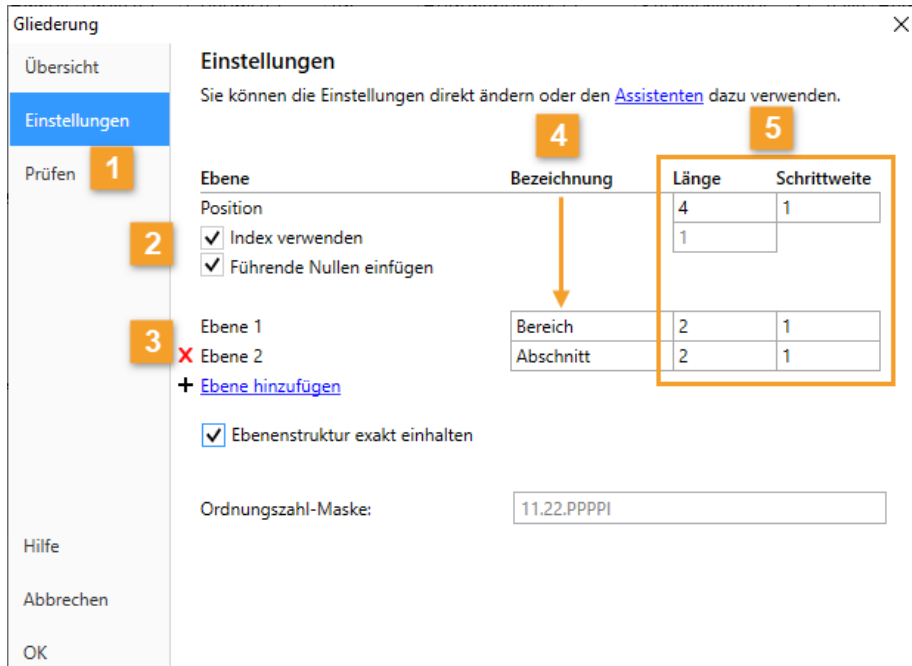 Gliederung
Übersicht
Einstellungen
Prüfen
1
Einstellungen
Sie können die Einstellungen direkt ändern oder den Assistenten dazu verwenden.
4
5
Ebene Bezeichnung Länge Schrittweite
Position 4 1
2
Index verwenden 1
Führende Nullen einfügen
3
Ebene 1 Bereich 2 1
Ebene 2 Abschnitt 2 1
Ebene hinzufügen
Ebenenstruktur exakt einhalten
Ordnungszahl-Maske: 11.22.PPPPI
Hilfe
Abbrechen
OK